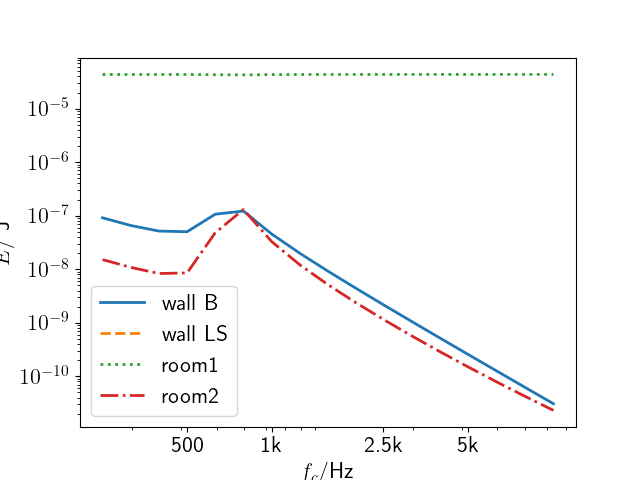 10⁻⁵
10⁻⁶
10⁻⁷
10⁻⁸
10⁻⁹
10⁻¹⁰
E/ J
wall B
wall LS
room1
room2
500 1k 2.5k 5k
f_c/Hz